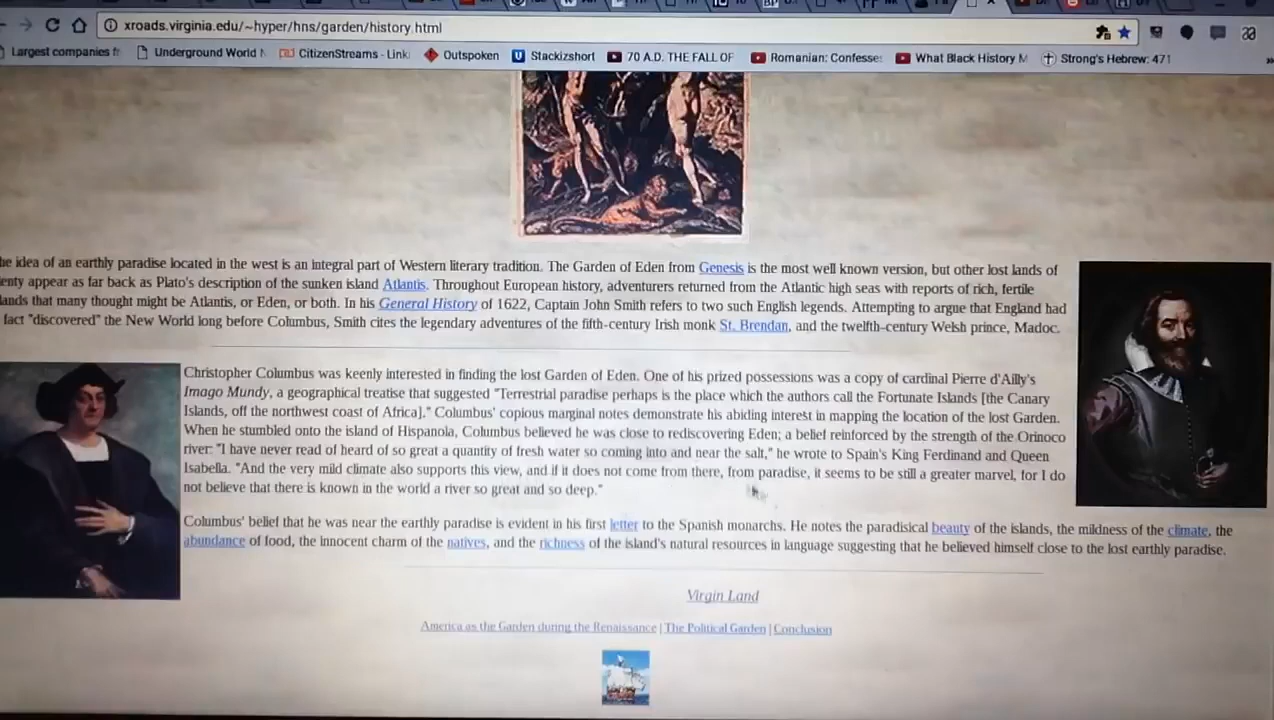 xroads.virginia.edu/~hyper/hns/garden/history.html
Largest companies fr Underground World N CitizenStreams - Link Outspoken Stackizshort 70 A.D. THE FALL OF Romanian: Confesse What Black History M Strong's Hebrew: 471 »
he idea of an earthly paradise located in the west is an integral part of Western literary tradition. The Garden of Eden from Genesis is the most well known version, but other lost lands of
enty appear as far back as Plato's description of the sunken island Atlantis. Throughout European history, adventurers returned from the Atlantic high seas with reports of rich, fertile
lands that many thought might be Atlantis, or Eden, or both. In his General History of 1622, Captain John Smith refers to two such English legends. Attempting to argue that England had
fact "discovered" the New World long before Columbus, Smith cites the legendary adventures of the fifth-century Irish monk St. Brendan, and the twelfth-century Welsh prince, Madoc.
Christopher Columbus was keenly interested in finding the lost Garden of Eden. One of his prized possessions was a copy of cardinal Pierre d'Ailly's
Imago Mundy, a geographical treatise that suggested "Terrestrial paradise perhaps is the place which the authors call the Fortunate Islands [the Canary
Islands, off the northwest coast of Africa]." Columbus' copious marginal notes demonstrate his abiding interest in mapping the location of the lost Garden.
When he stumbled onto the island of Hispanola, Columbus believed he was close to rediscovering Eden; a belief reinforced by the strength of the Orinoco
river: "I have never read of heard of so great a quantity of fresh water so coming into and near the salt," he wrote to Spain's King Ferdinand and Queen
Isabella. "And the very mild climate also supports this view, and if it does not come from there, from paradise, it seems to be still a greater marvel, for I do
not believe that there is known in the world a river so great and so deep."
Columbus' belief that he was near the earthly paradise is evident in his first letter to the Spanish monarchs. He notes the paradisical beauty of the islands, the mildness of the climate, the
abundance of food, the innocent charm of the natives, and the richness of the island's natural resources in language suggesting that he believed himself close to the lost earthly paradise.
Virgin Land
America as the Garden during the Renaissance | The Political Garden | Conclusion